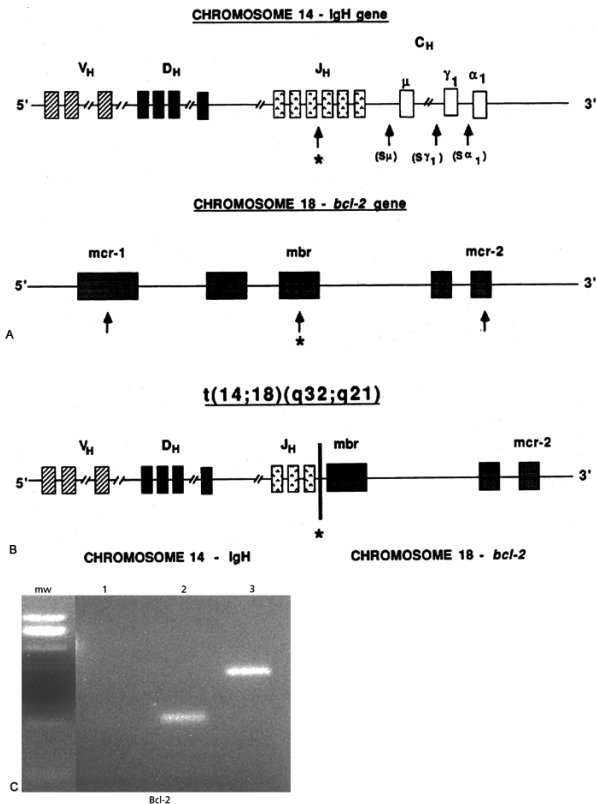 CHROMOSOME 14 - IgH gene
CH
VH DH JH μ γ1 α1
5' 3'
* (Sμ) (Sγ1) (Sα1)
CHROMOSOME 18 - bcl-2 gene
mcr-1 mbr mcr-2
5' 3'
*
A
t(14;18)(q32;q21)
VH DH JH mbr mcr-2
5' 3'
*
B
CHROMOSOME 14 - IgH CHROMOSOME 18 - bcl-2
mw 1 2 3
C
Bcl-2